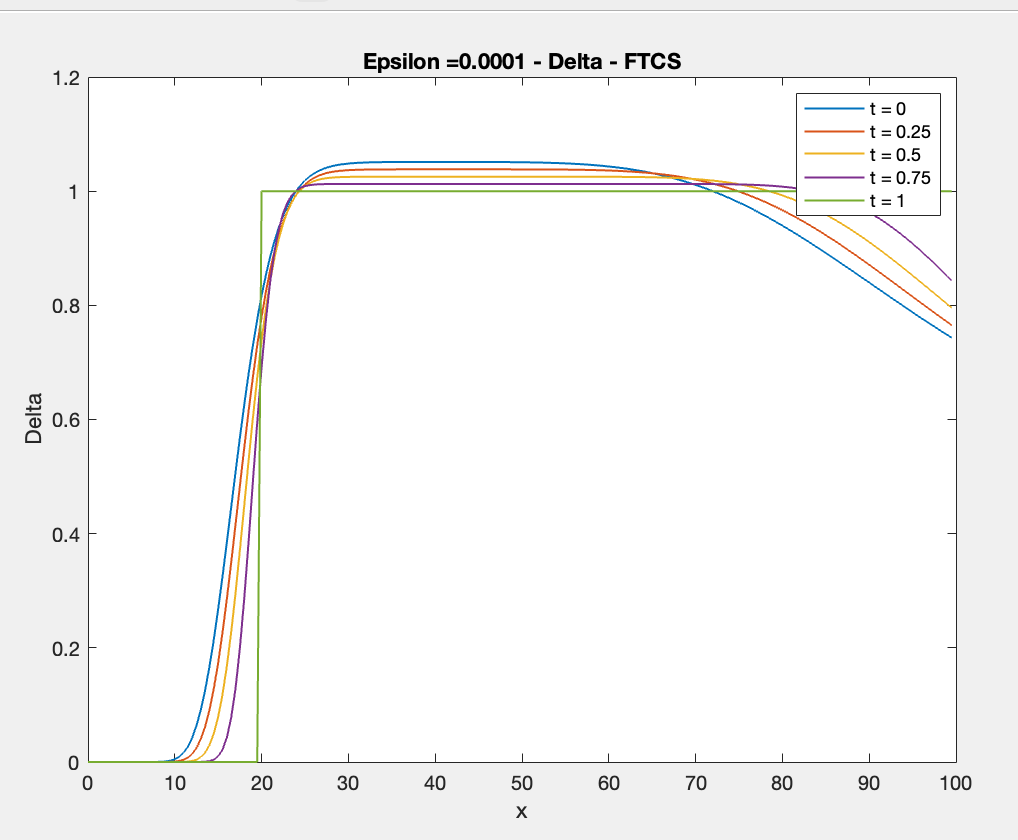 Epsilon =0.0001 - Delta - FTCS
1.2
1
0.8
0.6
0.4
0.2
0
Delta
t = 0
t = 0.25
t = 0.5
t = 0.75
t = 1
0 10 20 30 40 50 60 70 80 90 100
x